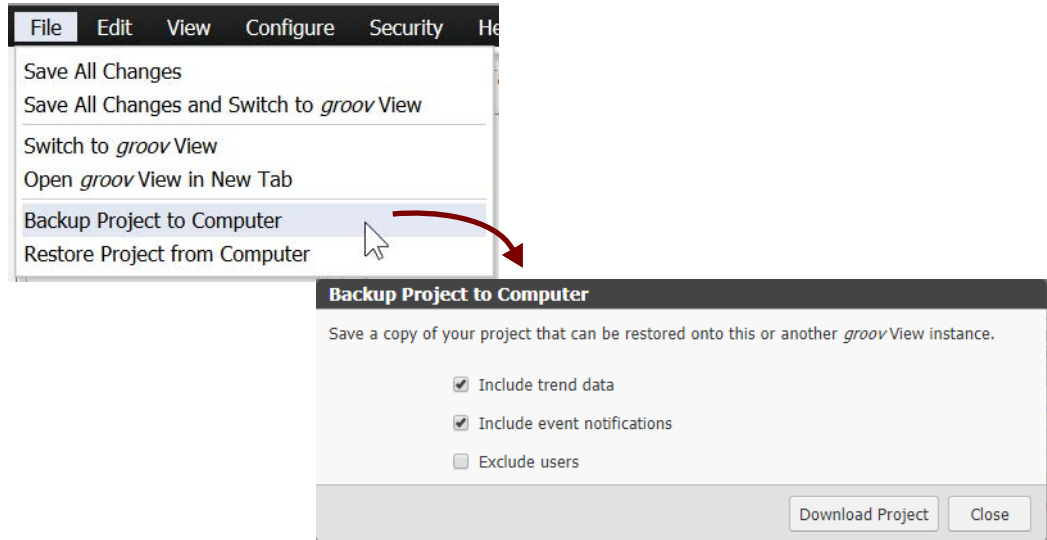 File Edit View Configure Security He
Save All Changes
Save All Changes and Switch to groov View
Switch to groov View
Open groov View in New Tab
Backup Project to Computer
Restore Project from Computer
Backup Project to Computer
Save a copy of your project that can be restored onto this or another groov View instance.
Include trend data
Include event notifications
Exclude users
Download Project Close